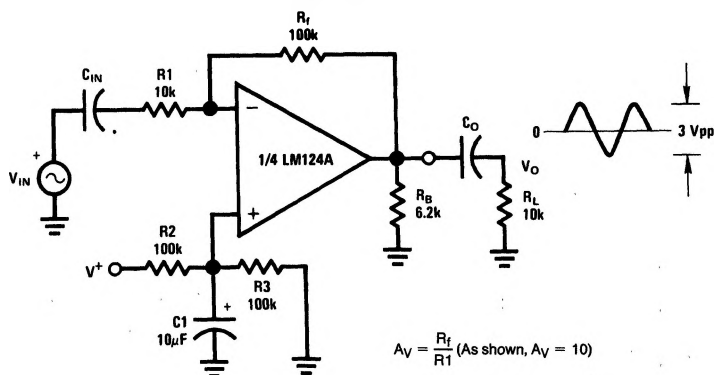 Rf
100k
CIN
R1
10k
−
+
1/4 LM124A
VIN
+
CO
VO
RB
6.2k
RL
10k
0
3 Vpp
R2
100k
V+
R3
100k
C1
10μF
+
AV = Rf/R1 (As shown, AV = 10)